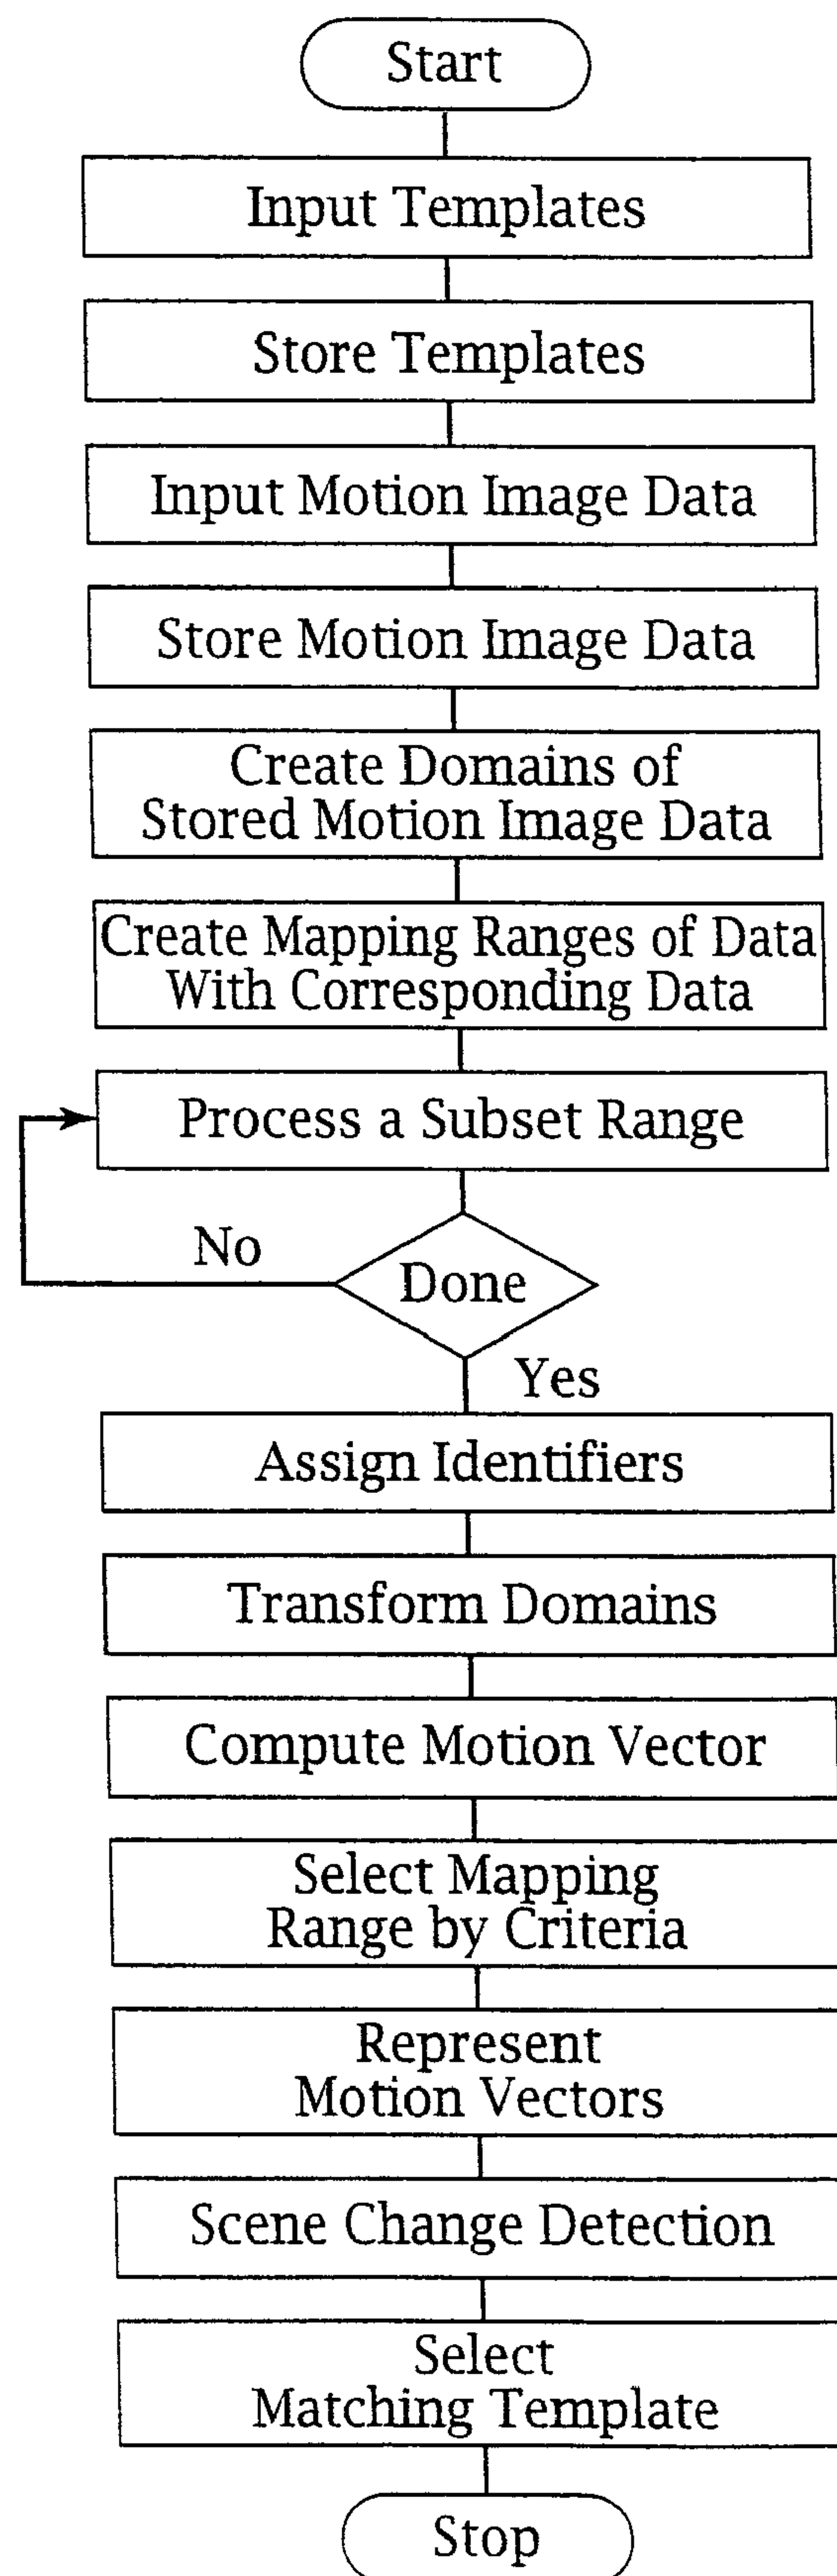 Start
Input Templates
Store Templates
Input Motion Image Data
Store Motion Image Data
Create Domains of
Stored Motion Image Data
Create Mapping Ranges of Data
With Corresponding Data
Process a Subset Range
No
Done
Yes
Assign Identifiers
Transform Domains
Compute Motion Vector
Select Mapping
Range by Criteria
Represent
Motion Vectors
Scene Change Detection
Select
Matching Template
Stop